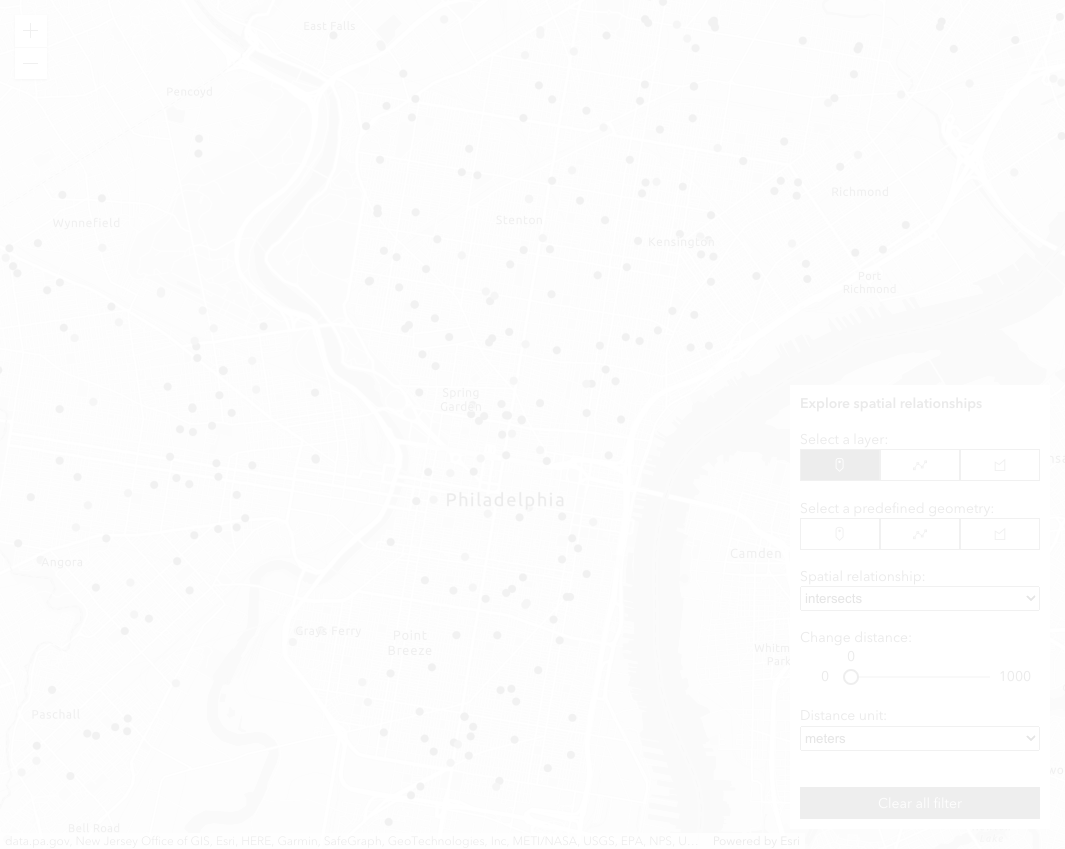 East Falls
Pencoyd
Wynnefield
Stenton
Richmond
Kensington
Port
Richmond
Spring
Garden
Philadelphia
Angora
Camden
Grays Ferry
Point
Breeze
Whitm
Park
Paschall
Bell Road
Explore spatial relationships
Select a layer:
Select a predefined geometry:
Spatial relationship:
intersects
Change distance:
0
0
1000
Distance unit:
meters
Clear all filter
data.pa.gov, New Jersey Office of GIS, Esri, HERE, Garmin, SafeGraph, GeoTechnologies, Inc, METI/NASA, USGS, EPA, NPS, U...
Powered by Esri